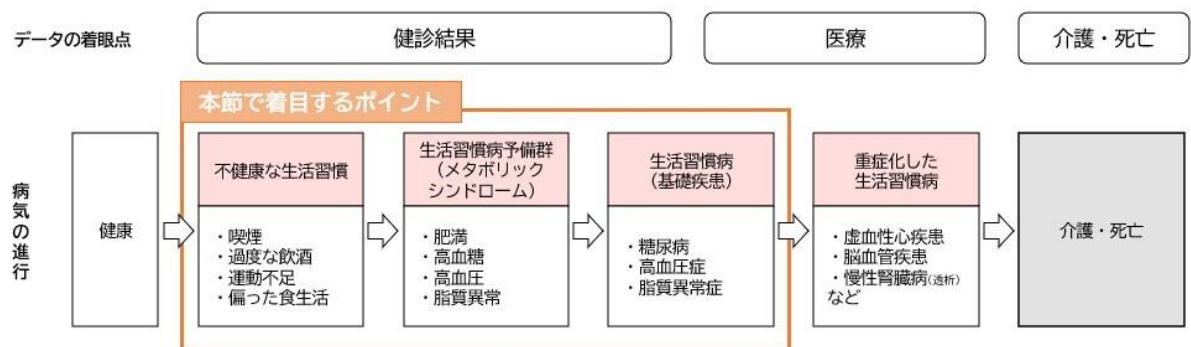 データの着眼点
健診結果
医療
介護・死亡
本節で着目するポイント
病気の進行
健康
不健康な生活習慣
・喫煙
・過度な飲酒
・運動不足
・偏った食生活
生活習慣病予備群
（メタボリック
シンドローム）
・肥満
・高血糖
・高血圧
・脂質異常
生活習慣病
（基礎疾患）
・糖尿病
・高血圧症
・脂質異常症
重症化した
生活習慣病
・虚血性心疾患
・脳血管疾患
・慢性腎臓病(透析)
など
介護・死亡